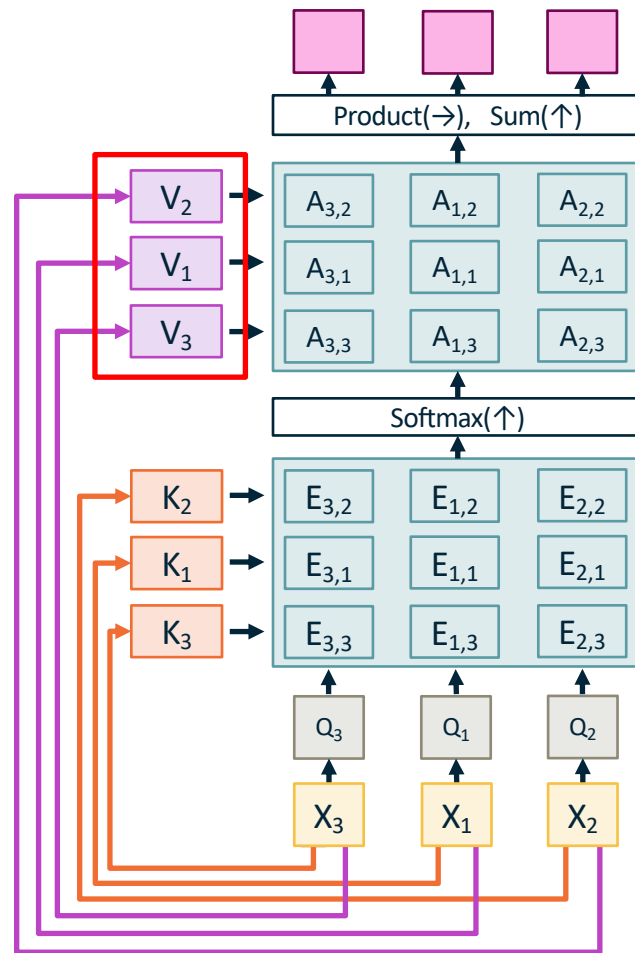 Product(→), Sum(↑)
V₂ A₃,₂ A₁,₂ A₂,₂
V₁ A₃,₁ A₁,₁ A₂,₁
V₃ A₃,₃ A₁,₃ A₂,₃
Softmax(↑)
K₂ E₃,₂ E₁,₂ E₂,₂
K₁ E₃,₁ E₁,₁ E₂,₁
K₃ E₃,₃ E₁,₃ E₂,₃
Q₃ Q₁ Q₂
X₃ X₁ X₂